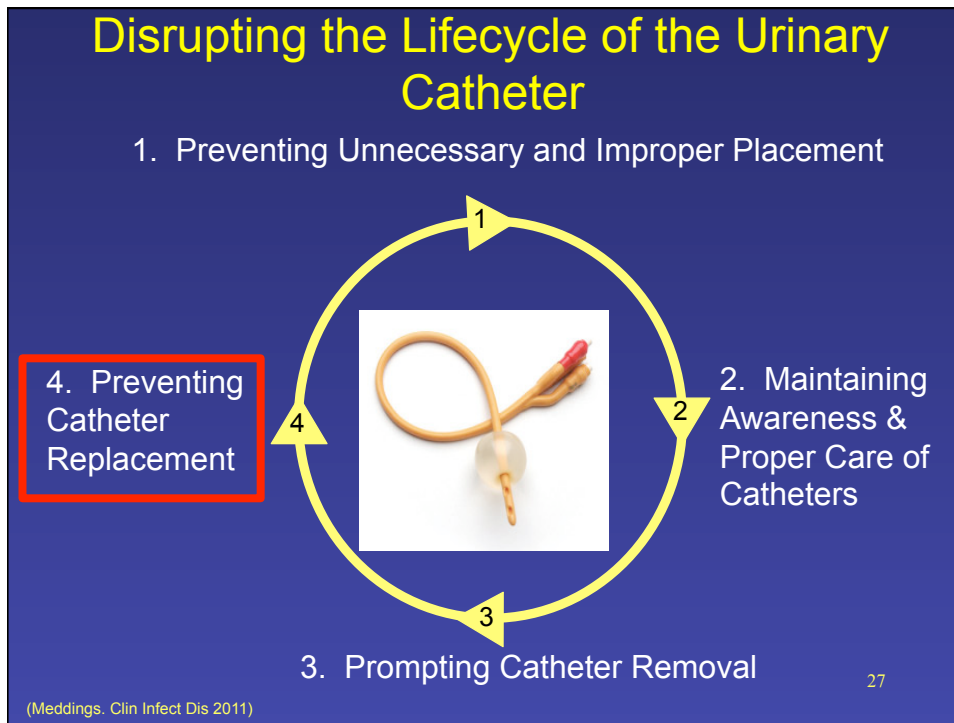 Disrupting the Lifecycle of the Urinary
Catheter
1. Preventing Unnecessary and Improper Placement
1
4. Preventing
Catheter
Replacement
4
2
2. Maintaining
Awareness &
Proper Care of
Catheters
3
3. Prompting Catheter Removal
27
(Meddings. Clin Infect Dis 2011)